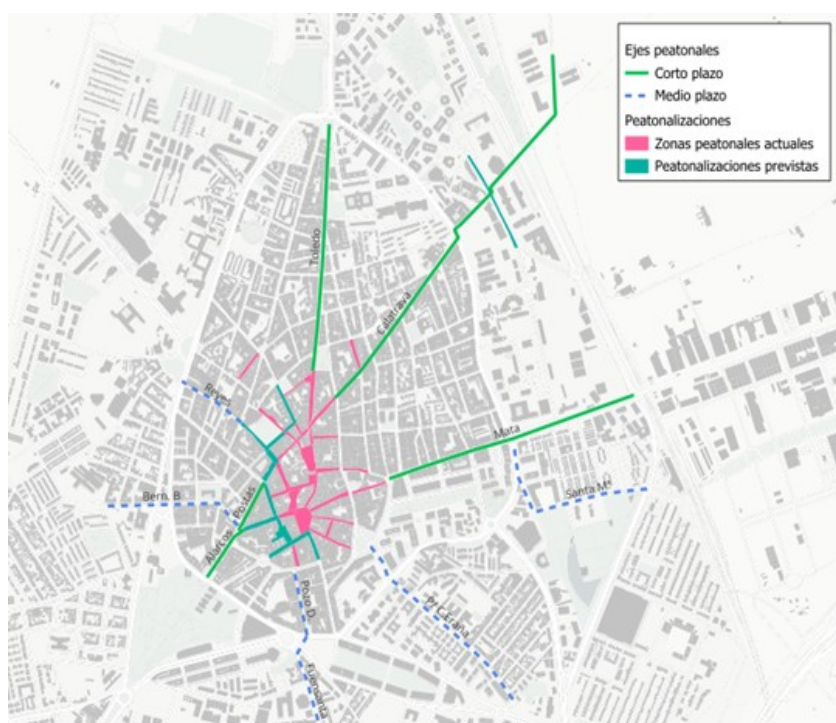 Ejes peatonales
Corto plazo
Medio plazo
Peatonalizaciones
Zonas peatonales actuales
Peatonalizaciones previstas
Toledo
Calatrava
Reyes
Mata
Bern. B
Postas
Alarcos
Santa Mª
Pozo D.
Fuensanta